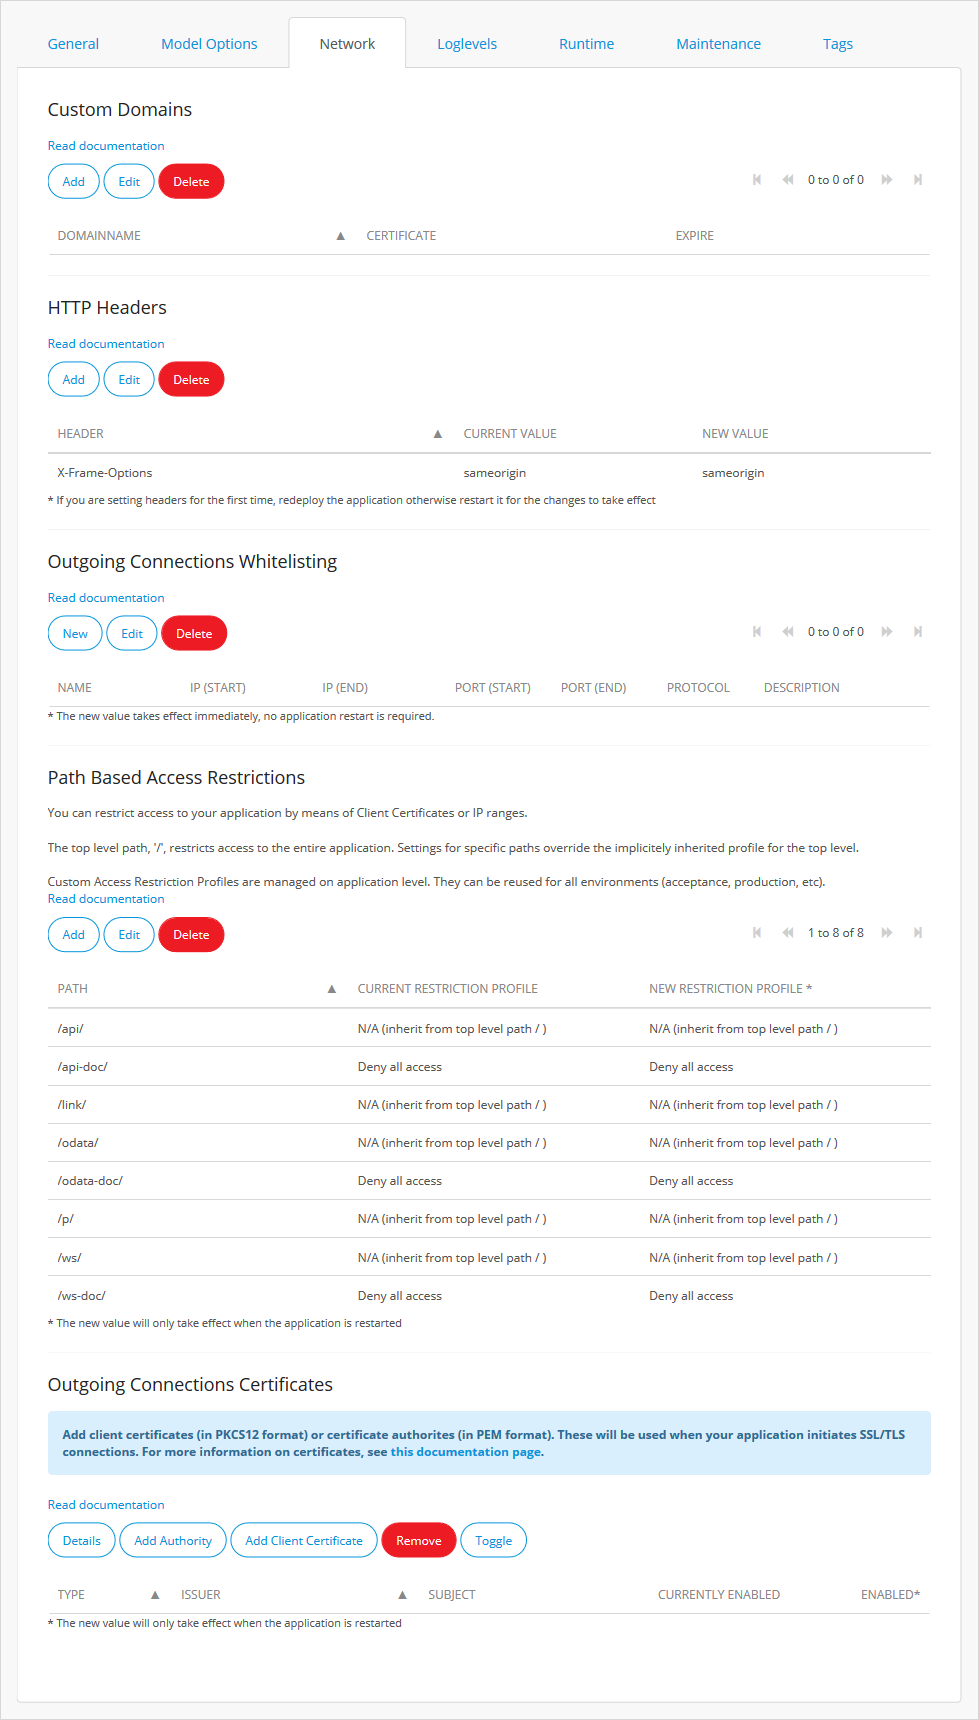 General Model Options Network Loglevels Runtime Maintenance Tags
Custom Domains
Read documentation
Add Edit Delete 0 to 0 of 0
DOMAINNAME ▲ CERTIFICATE EXPIRE
HTTP Headers
Read documentation
Add Edit Delete
HEADER ▲ CURRENT VALUE NEW VALUE
X-Frame-Options sameorigin sameorigin
* If you are setting headers for the first time, redeploy the application otherwise restart it for the changes to take effect
Outgoing Connections Whitelisting
Read documentation
New Edit Delete 0 to 0 of 0
NAME IP (START) IP (END) PORT (START) PORT (END) PROTOCOL DESCRIPTION
* The new value takes effect immediately, no application restart is required.
Path Based Access Restrictions
You can restrict access to your application by means of Client Certificates or IP ranges.
The top level path, '/', restricts access to the entire application. Settings for specific paths override the implicitely inherited profile for the top level.
Custom Access Restriction Profiles are managed on application level. They can be reused for all environments (acceptance, production, etc).
Read documentation
Add Edit Delete 1 to 8 of 8
PATH ▲ CURRENT RESTRICTION PROFILE NEW RESTRICTION PROFILE *
/api/ N/A (inherit from top level path / ) N/A (inherit from top level path / )
/api-doc/ Deny all access Deny all access
/link/ N/A (inherit from top level path / ) N/A (inherit from top level path / )
/odata/ N/A (inherit from top level path / ) N/A (inherit from top level path / )
/odata-doc/ Deny all access Deny all access
/p/ N/A (inherit from top level path / ) N/A (inherit from top level path / )
/ws/ N/A (inherit from top level path / ) N/A (inherit from top level path / )
/ws-doc/ Deny all access Deny all access
* The new value will only take effect when the application is restarted
Outgoing Connections Certificates
Add client certificates (in PKCS12 format) or certificate authorites (in PEM format). These will be used when your application initiates SSL/TLS
connections. For more information on certificates, see this documentation page.
Read documentation
Details Add Authority Add Client Certificate Remove Toggle
TYPE ▲ ISSUER ▲ SUBJECT CURRENTLY ENABLED ENABLED*
* The new value will only take effect when the application is restarted